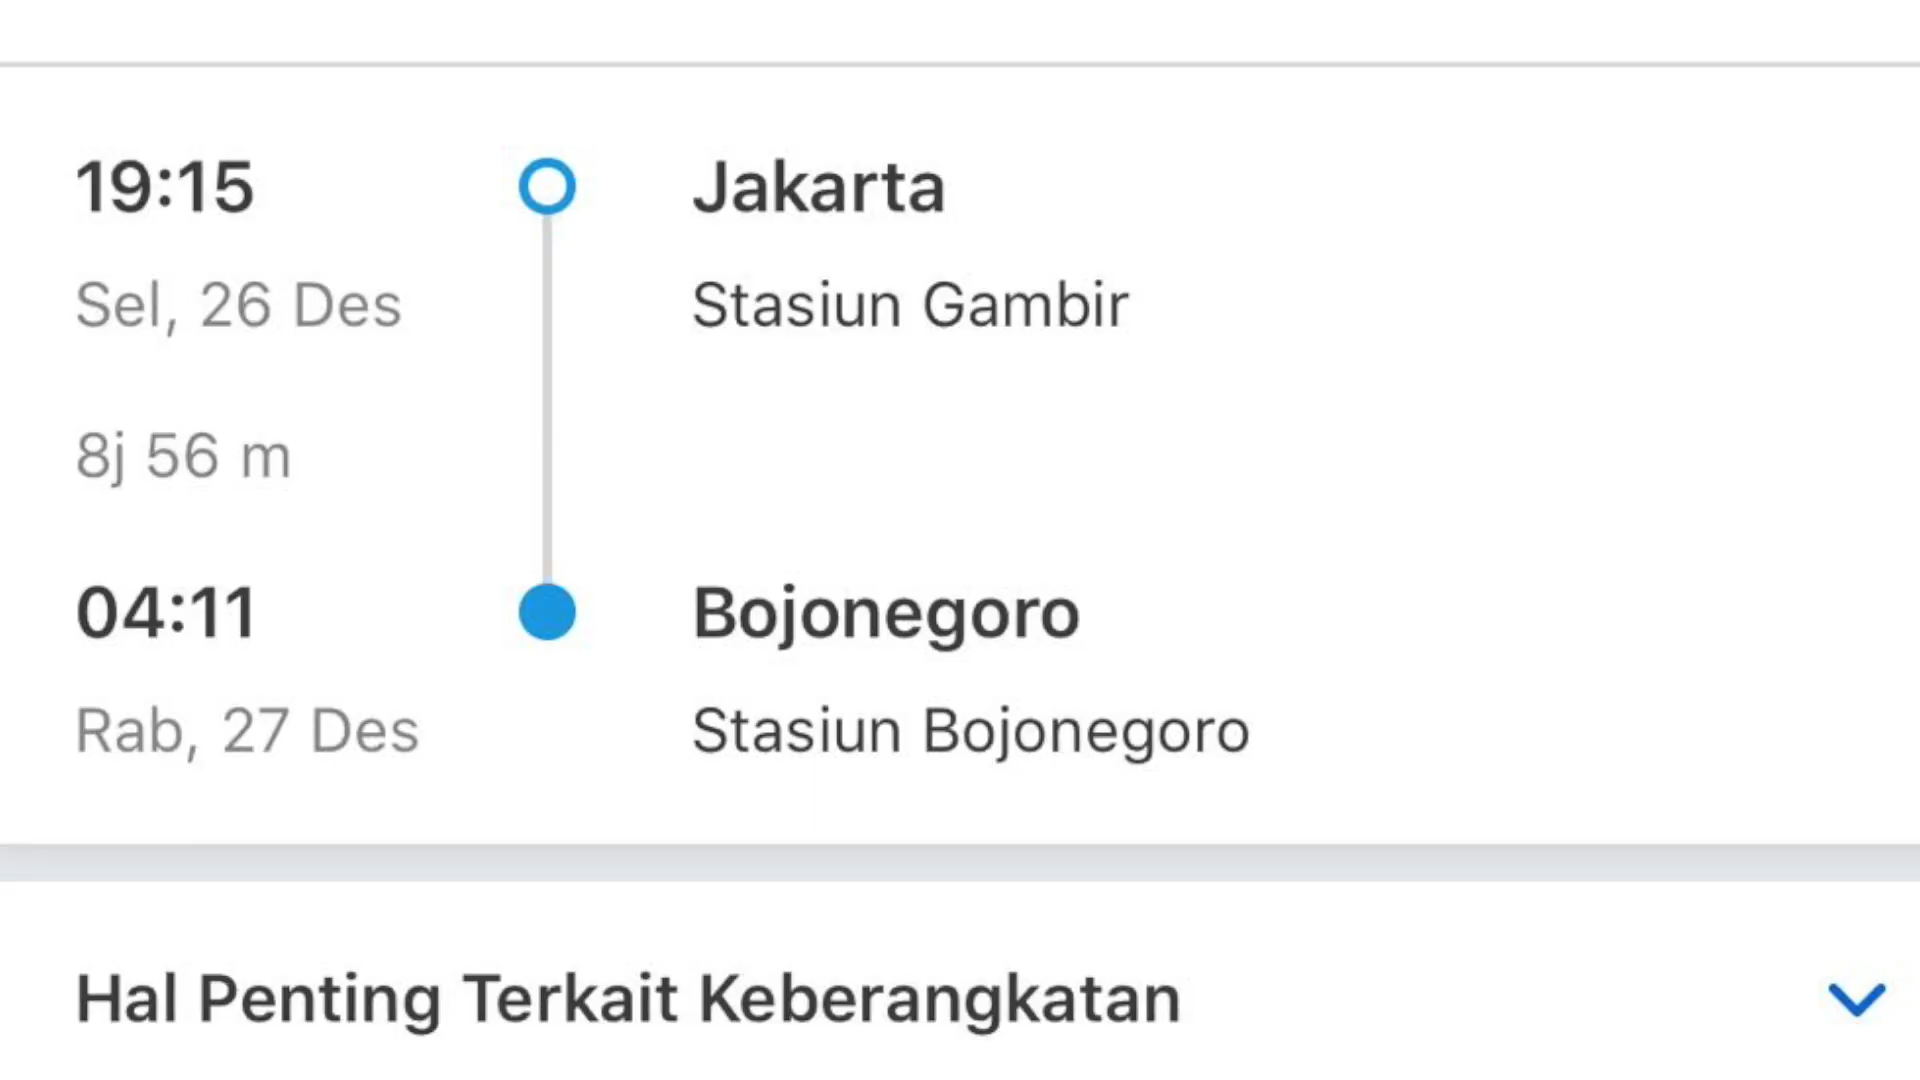 19:15 Jakarta
Sel, 26 Des Stasiun Gambir
8j 56 m
04:11 Bojonegoro
Rab, 27 Des Stasiun Bojonegoro
Hal Penting Terkait Keberangkatan